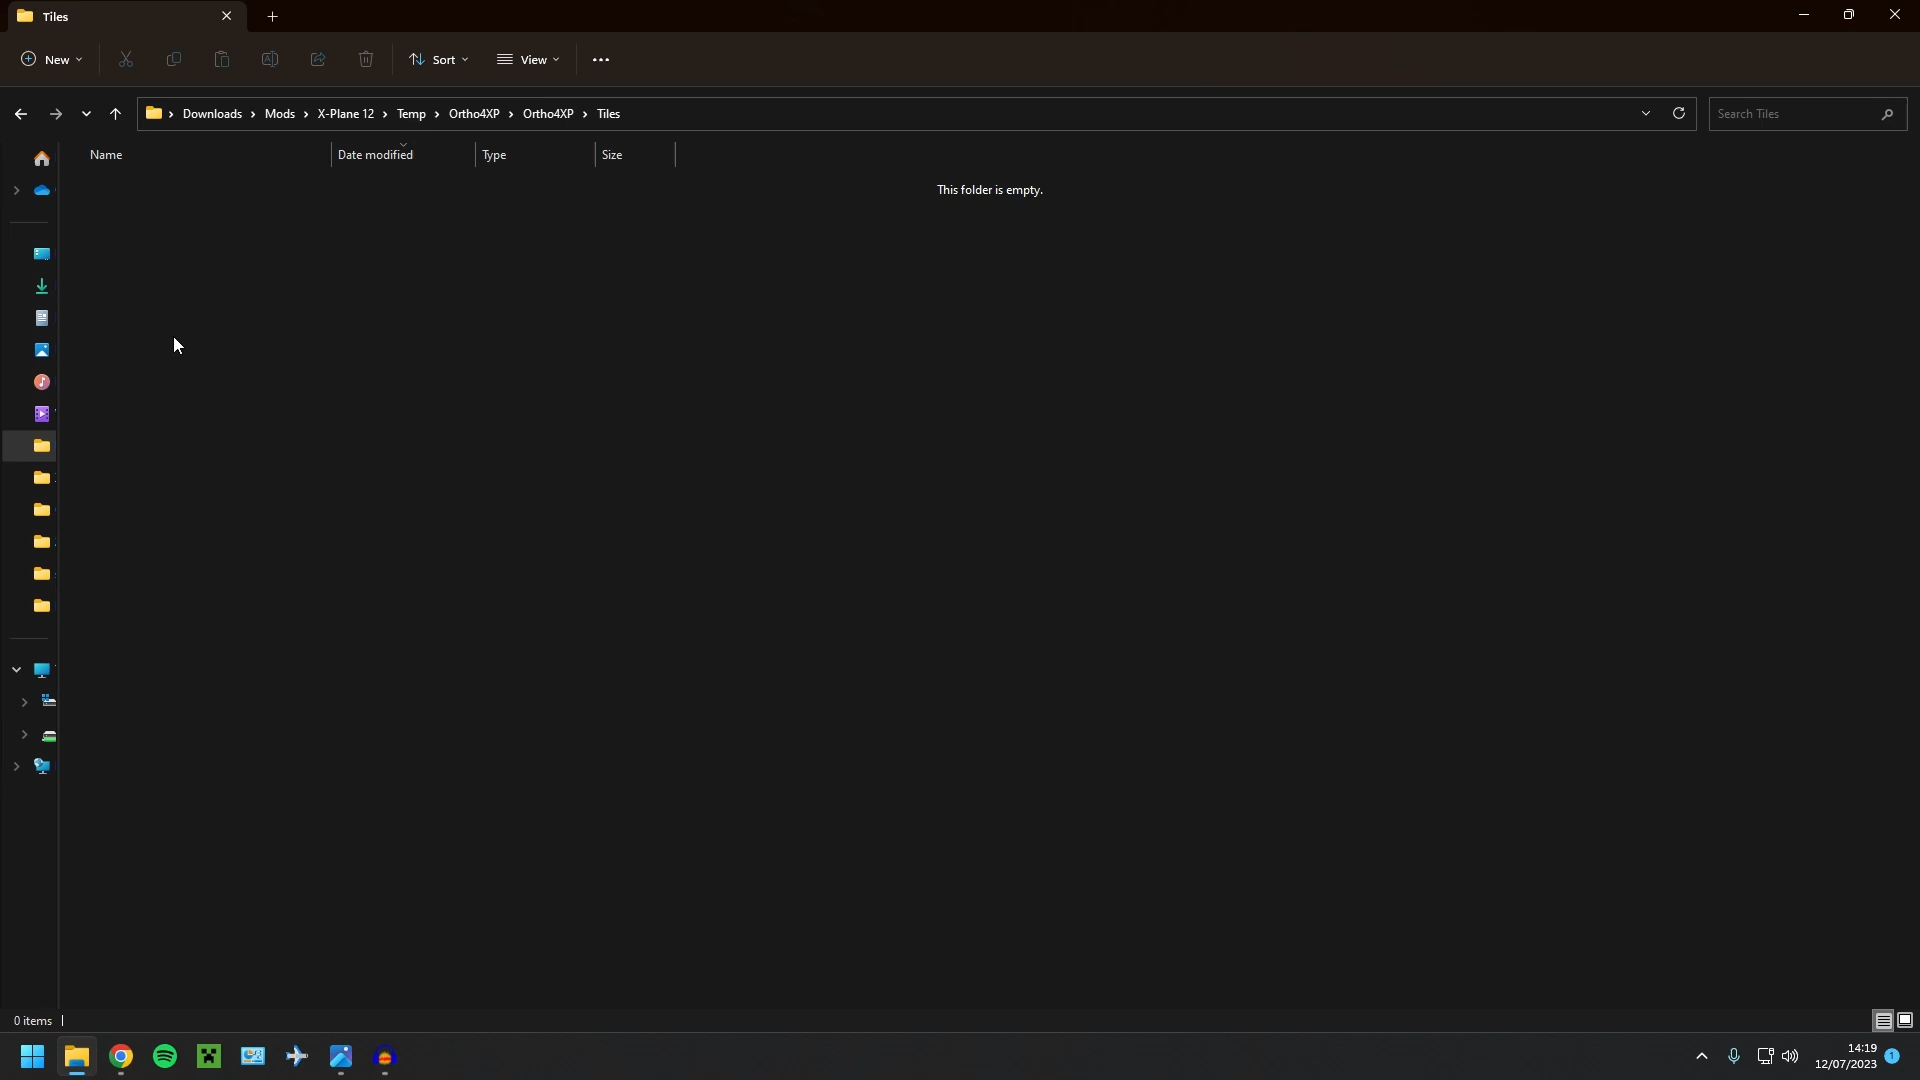 Tiles
New
Sort
View
Downloads > Mods > X-Plane 12 > Temp > Ortho4XP > Ortho4XP > Tiles
Search Tiles
Name
Date modified
Type
Size
This folder is empty.
0 items
14:19
12/07/2023
1